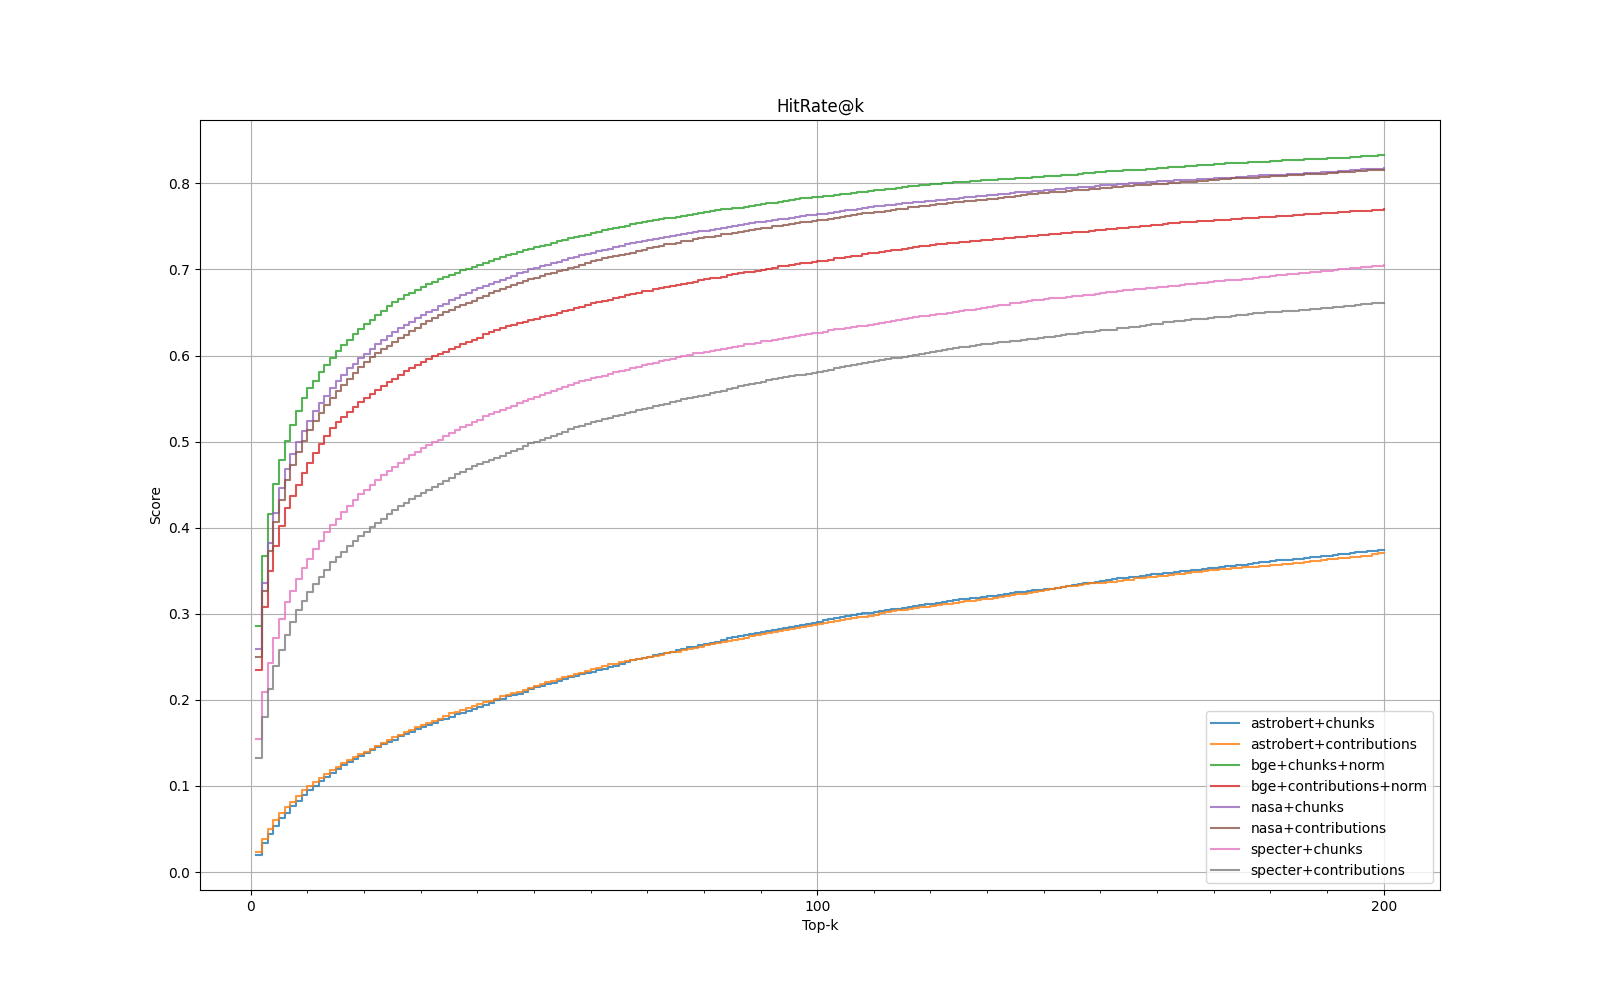 HitRate@k
0.8
0.7
0.6
0.5
0.4
0.3
0.2
0.1
0.0
Score
0
100
200
Top-k
astrobert+chunks
astrobert+contributions
bge+chunks+norm
bge+contributions+norm
nasa+chunks
nasa+contributions
specter+chunks
specter+contributions